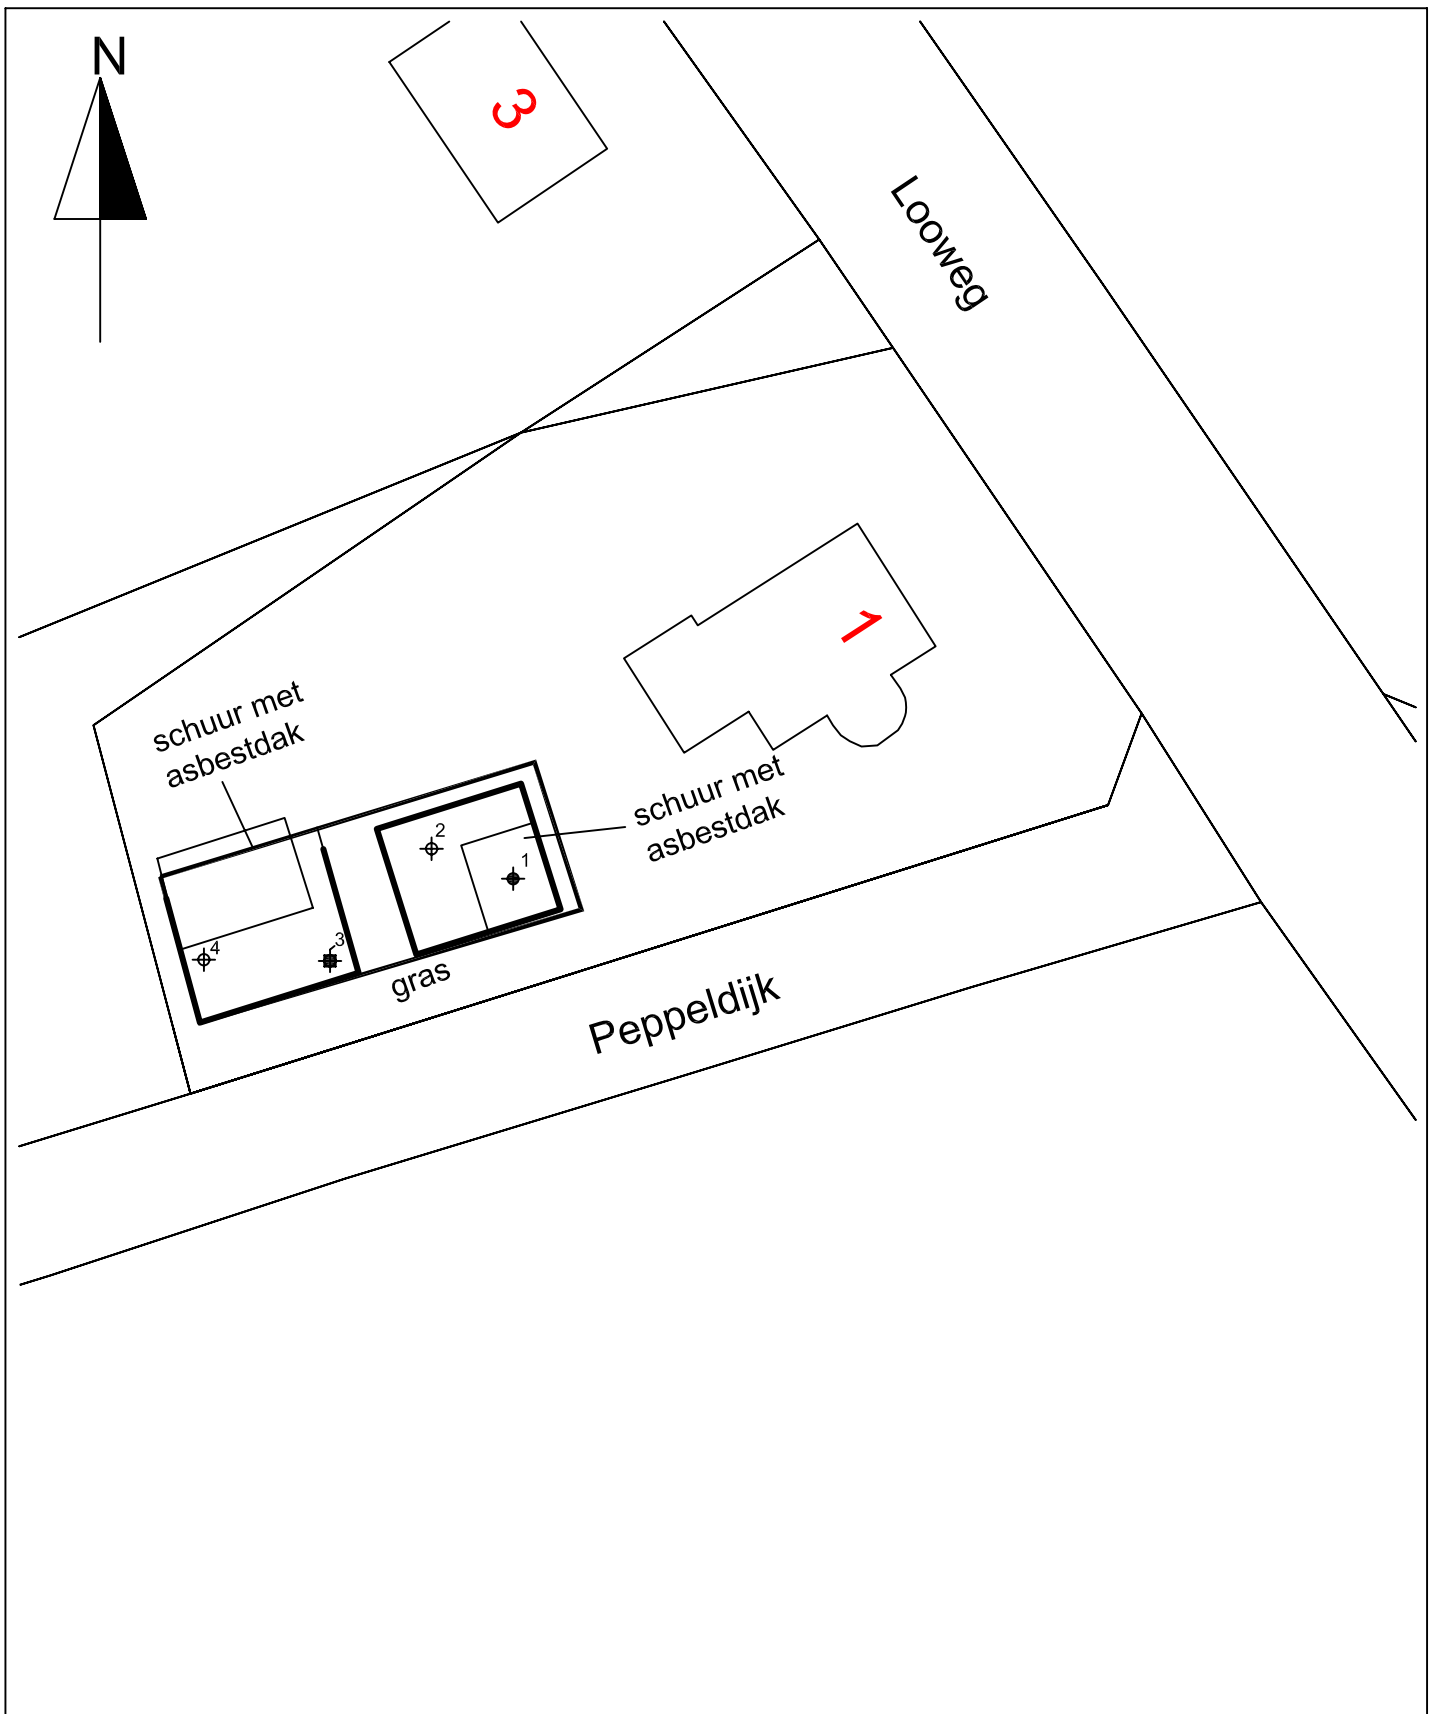 N
3
Looweg
1
schuur met
asbestdak
schuur met
asbestdak
2
1
3
4
gras
Peppeldijk